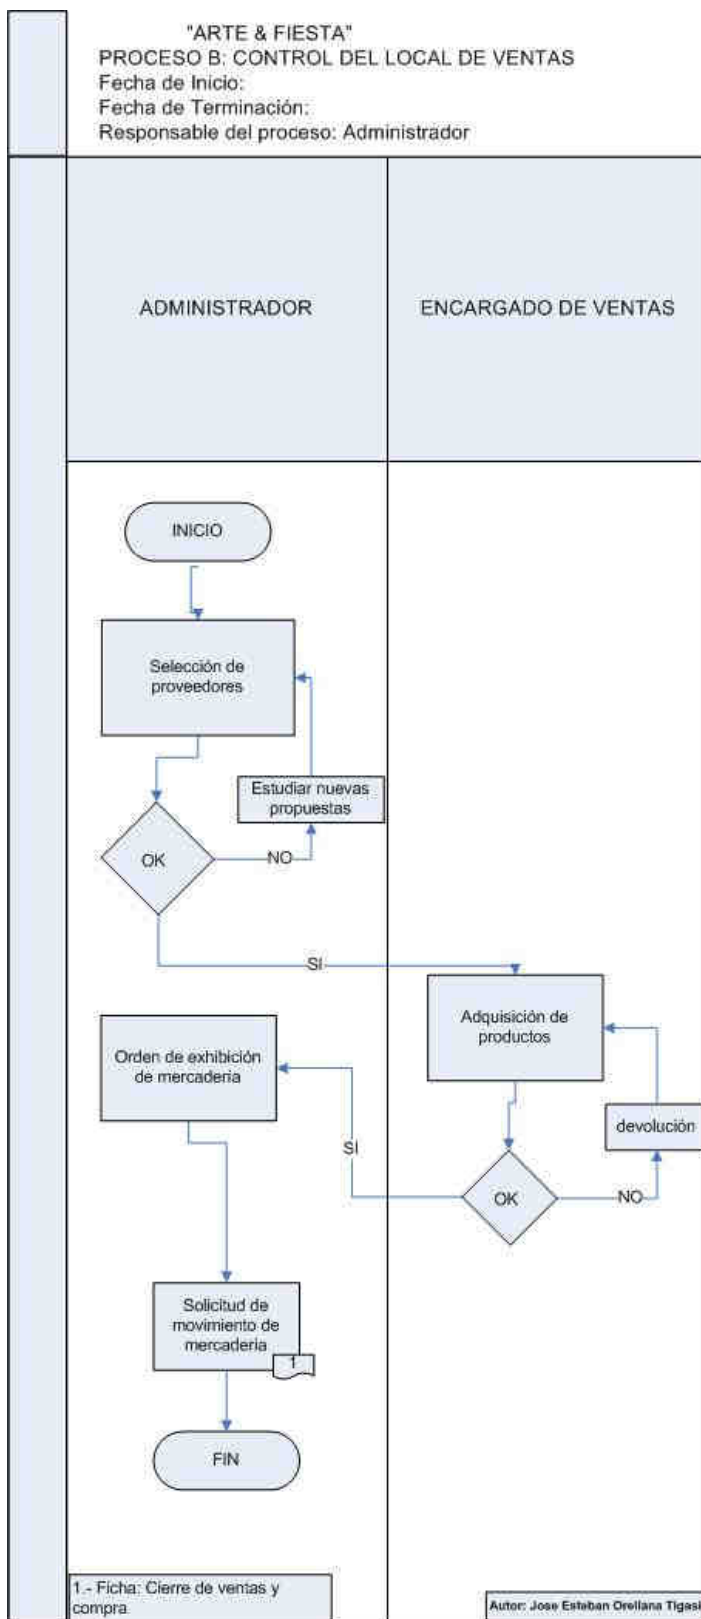 "ARTE & FIESTA"
PROCESO B: CONTROL DEL LOCAL DE VENTAS
Fecha de Inicio:
Fecha de Terminación:
Responsable del proceso: Administrador
ADMINISTRADOR
ENCARGADO DE VENTAS
INICIO
Selección de
proveedores
Estudiar nuevas
propuestas
OK
NO
SI
Adquisición de
productos
Orden de exhibición
de mercadería
devolución
SI
OK
NO
Solicitud de
movimiento de
mercadería
1
FIN
1.- Ficha: Cierre de ventas y
compra
Autor: Jose Esteban Orellana Tigasi